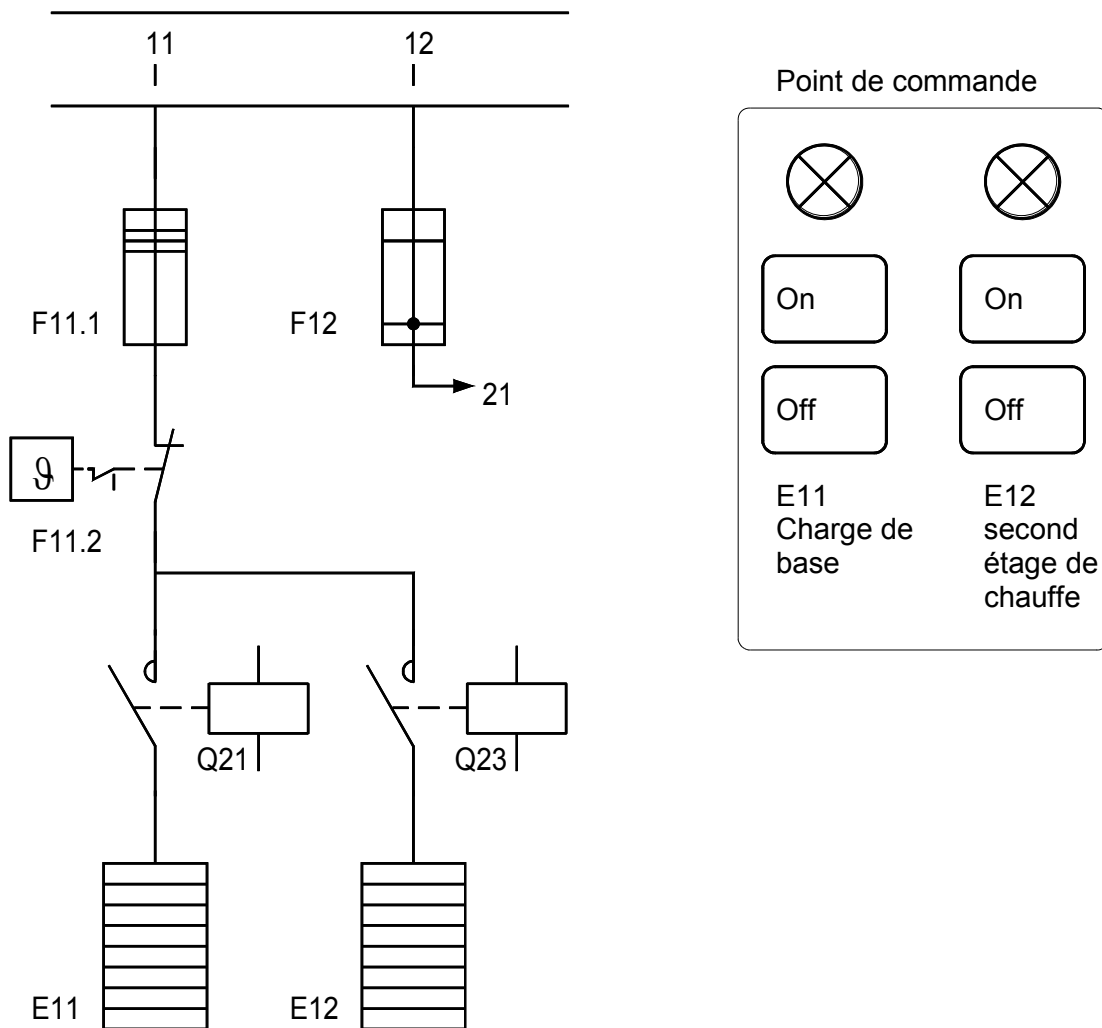 11
12
Point de commande
F11.1
F12
21
ϑ
F11.2
Q21
Q23
E11
E12
On
On
Off
Off
E11
Charge de
base
E12
second
étage de
chauffe